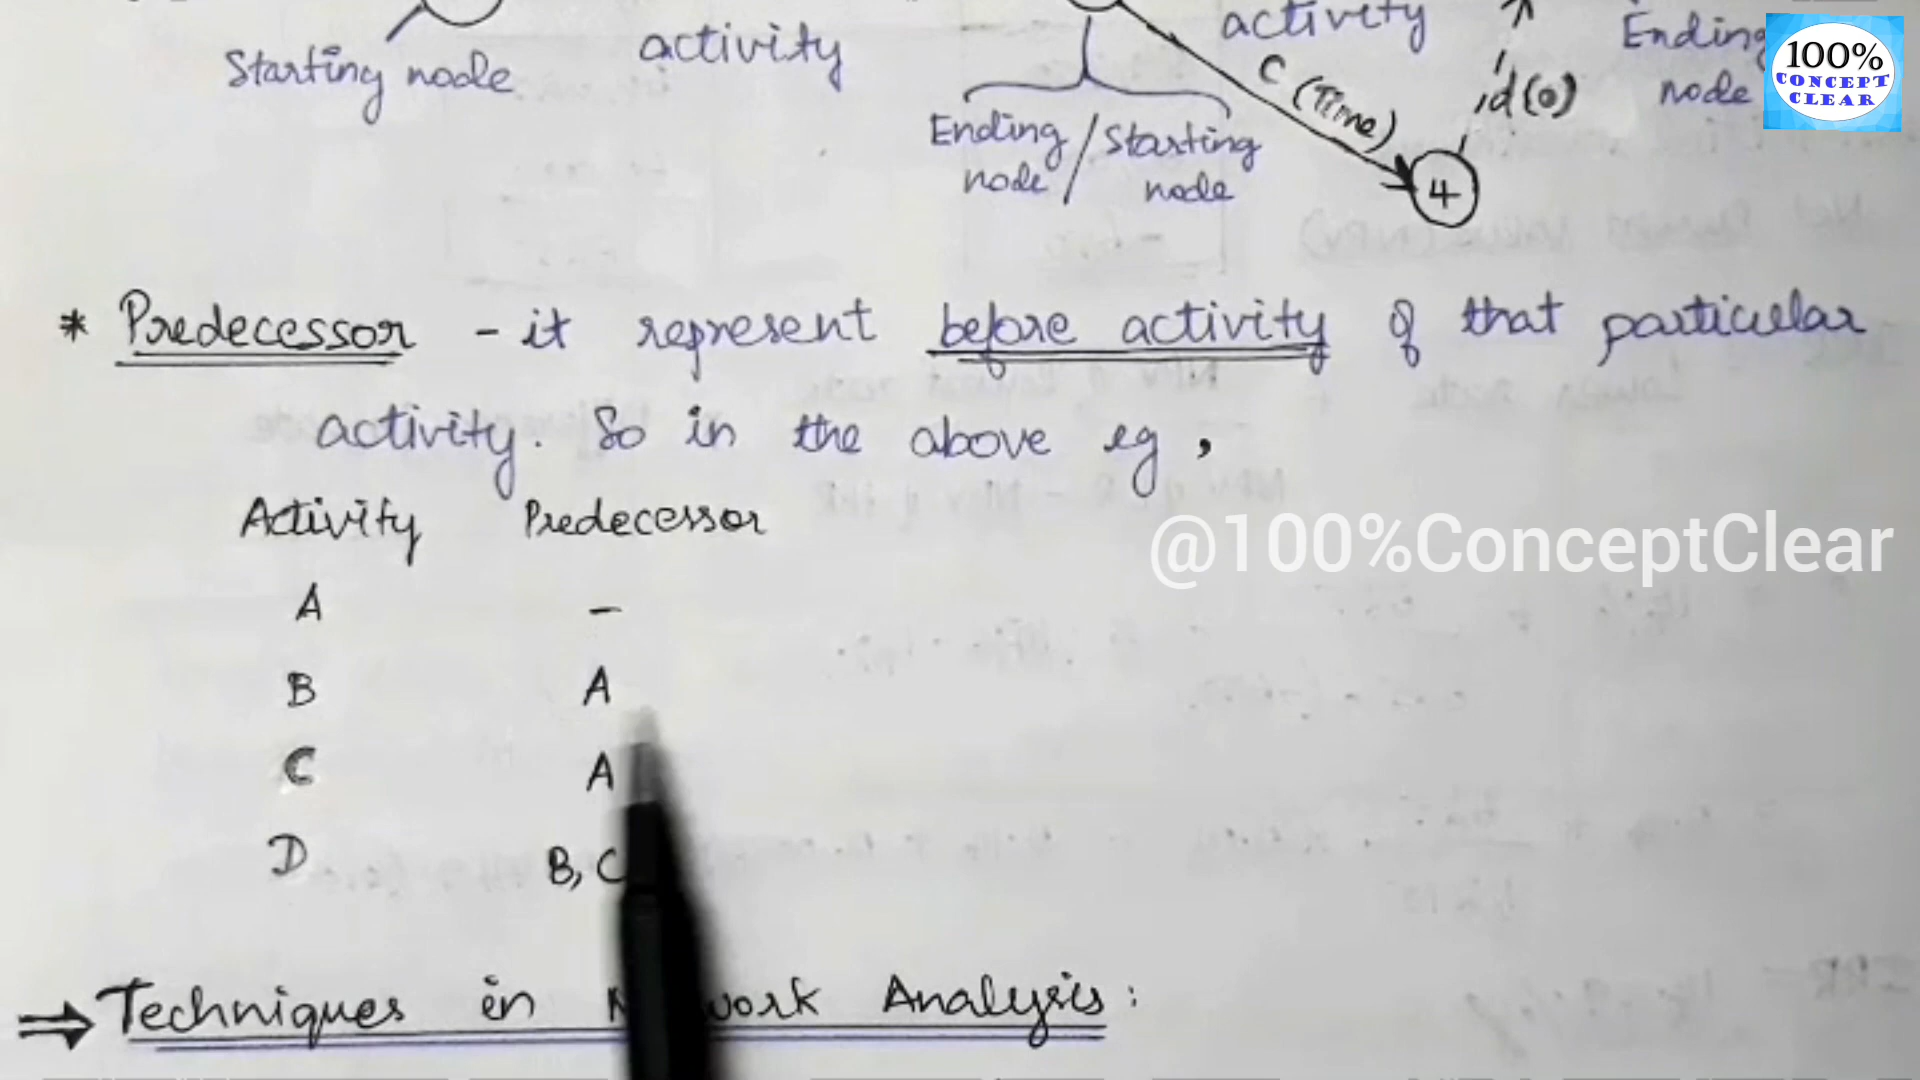 Starting node
activity
Ending node / Starting node
C (Time)
activity
id(0)
Ending node
4
100%
CONCEPT
CLEAR
* Predecessor - it represent before activity of that particular
activity. So in the above eg,
@100%ConceptClear
Activity Predecessor
A -
B A
C A
D B, C
⇒ Techniques in Analysis: